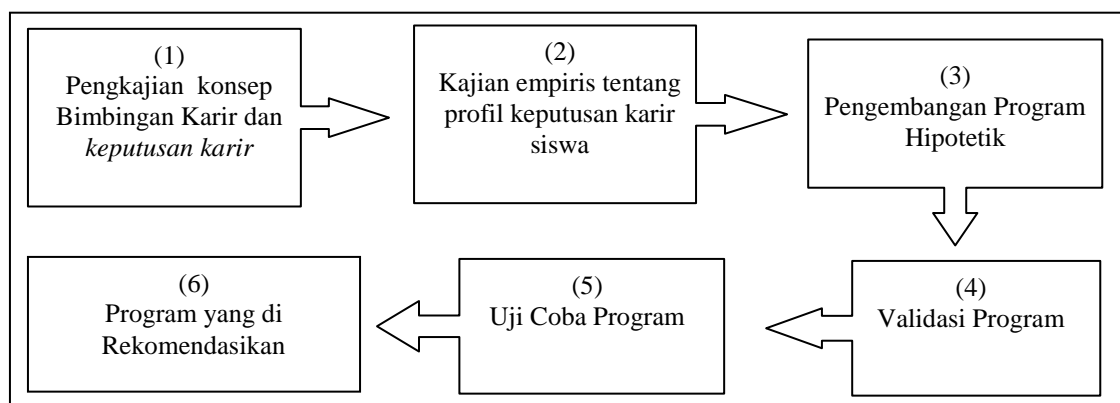 (1)
Pengkajian konsep
Bimbingan Karir dan
keputusan karir
(2)
Kajian empiris tentang
profil keputusan karir
siswa
(3)
Pengembangan Program
Hipotetik
(4)
Validasi Program
(5)
Uji Coba Program
(6)
Program yang di
Rekomendasikan